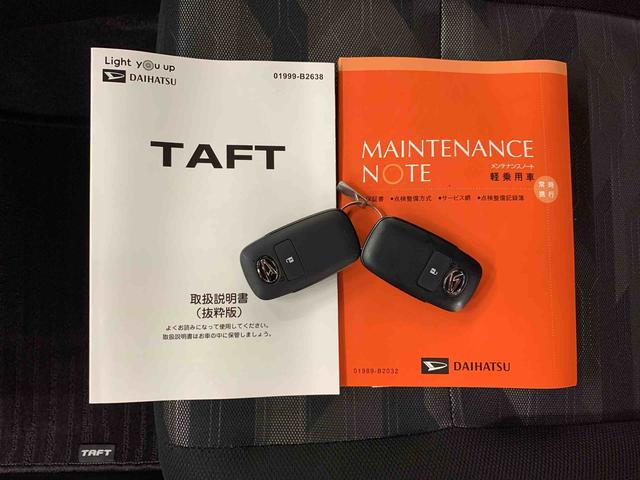 Light you up
DAIHATSU
01999-B2638
TAFT
取扱説明書
(抜粋版)
よくお読みになって使用してください。
取扱説明書はお車の中に保管しましょう。
MAINTENANCE
NOTE
メンテナンスノート
軽乗用車
常時
携行
保証書 •点検整備方式 •サービス網 •点検整備記録簿
01989-B2032
DAIHATSU
TAFT